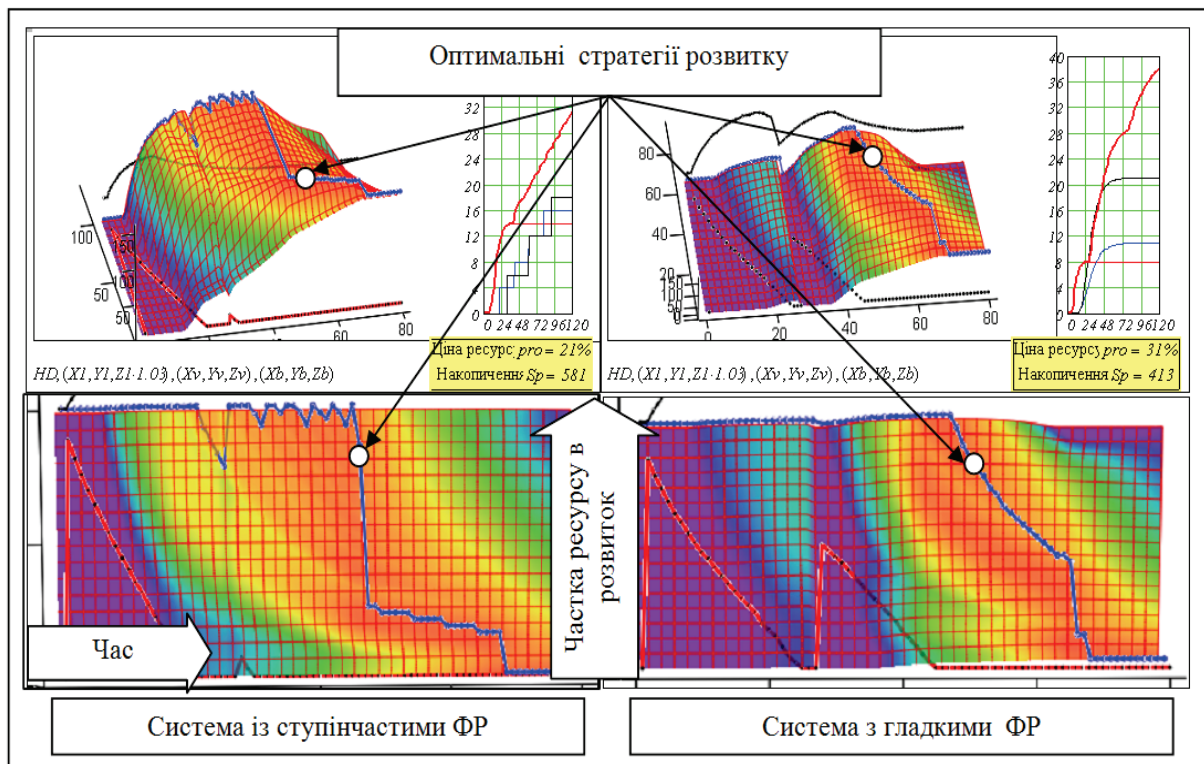 Оптимальні стратегії розвитку
100
50
150
100
50
40
60
80
32
28
24
20
16
12
8
4
0
0 24 48 72 96 120
80
60
40
20
0
20
40
60
80
40
36
32
28
24
20
16
12
8
4
0
0 24 48 72 96 120
HD,(X1,Y1,Z1·1.03),(Xv,Yv,Zv),(Xb,Yb,Zb)
Ціна ресурс pro = 21%
Накопичення Sp = 581
HD,(X1,Y1,Z1·1.03),(Xv,Yv,Zv),(Xb,Yb,Zb)
Ціна ресурсу pro = 31%
Накопичення Sp = 413
Час
Частка ресурсу в
розвиток
Система із ступінчастими ФР
Система з гладкими ФР